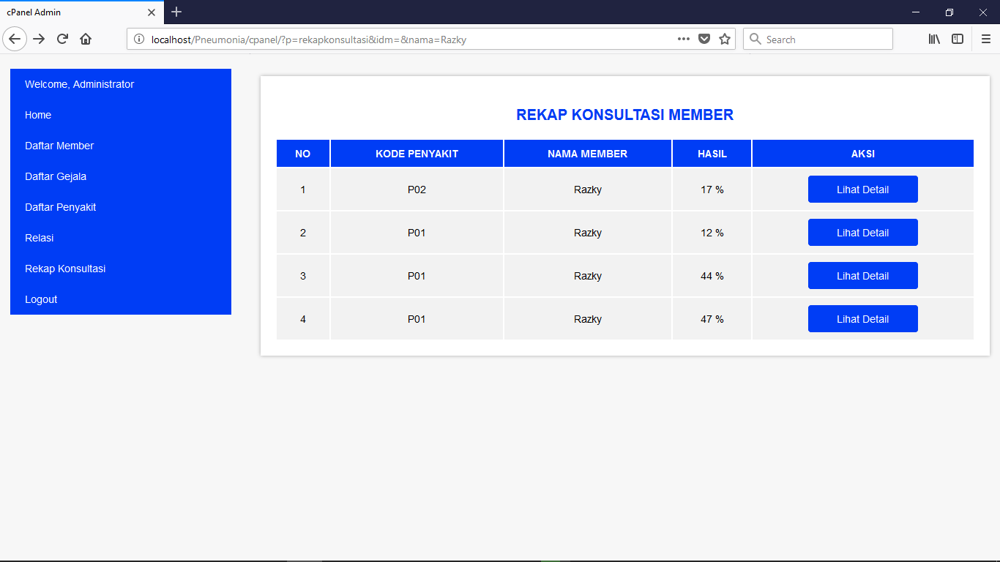 cPanel Admin
localhost/Pneumonia/cpanel/?p=rekapkonsultasi&idm=&nama=Razky
Search
Welcome, Administrator
Home
Daftar Member
Daftar Gejala
Daftar Penyakit
Relasi
Rekap Konsultasi
Logout
REKAP KONSULTASI MEMBER
NO KODE PENYAKIT NAMA MEMBER HASIL AKSI
1 P02 Razky 17 % Lihat Detail
2 P01 Razky 12 % Lihat Detail
3 P01 Razky 44 % Lihat Detail
4 P01 Razky 47 % Lihat Detail